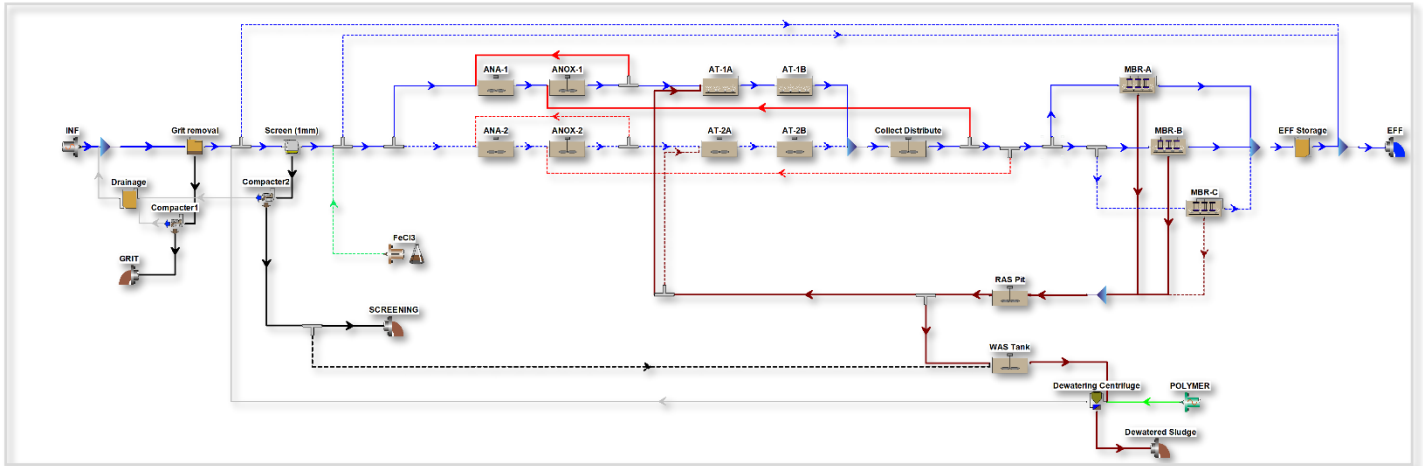 ANA-1
ANOX-1
AT-1A
AT-1B
MBR-A
INF
Grit removal
Screen (1mm)
ANA-2
ANOX-2
AT-2A
AT-2B
Collect Distribute
MBR-B
EFF Storage
EFF
Drainage
Compacter2
MBR-C
Compacter1
FeCl3
GRIT
RAS Pit
SCREENING
WAS Tank
Dewatering Centrifuge
POLYMER
Dewatered Sludge